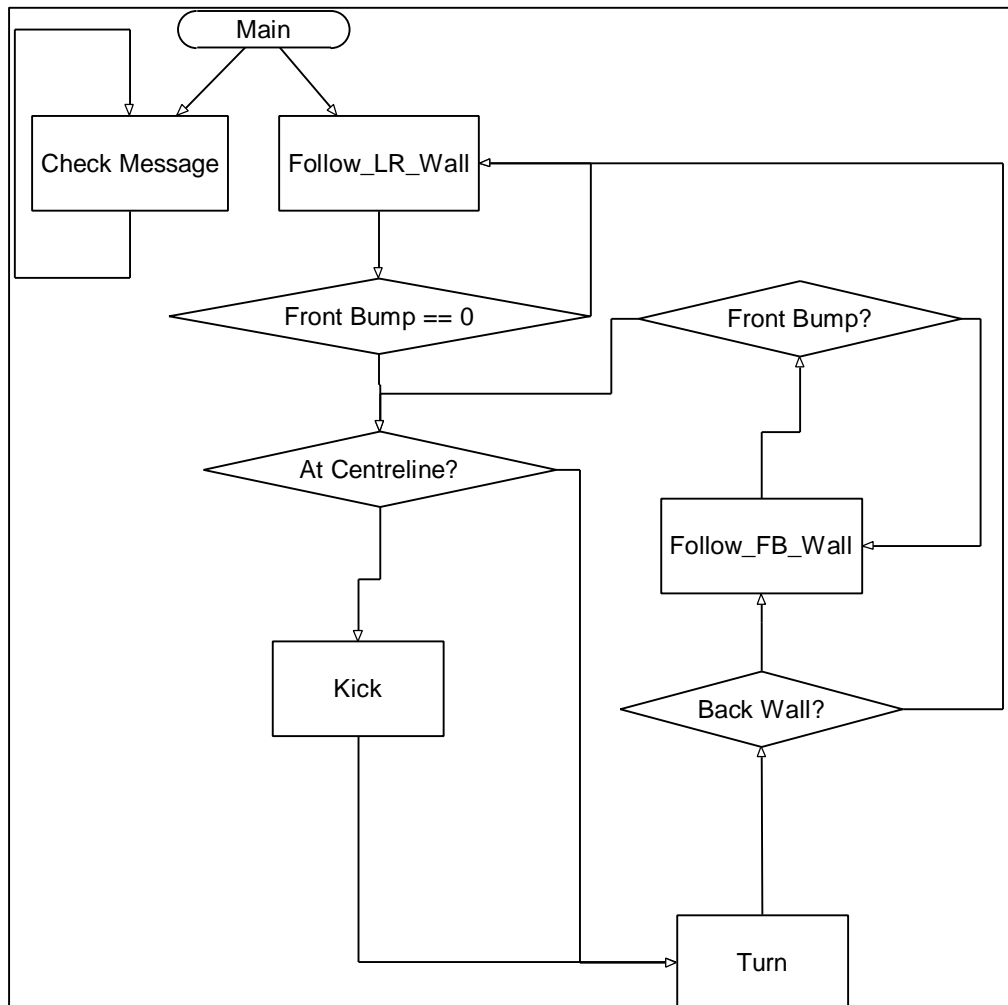 Main
Check Message
Follow_LR_Wall
Front Bump == 0
Front Bump?
At Centreline?
Follow_FB_Wall
Kick
Back Wall?
Turn